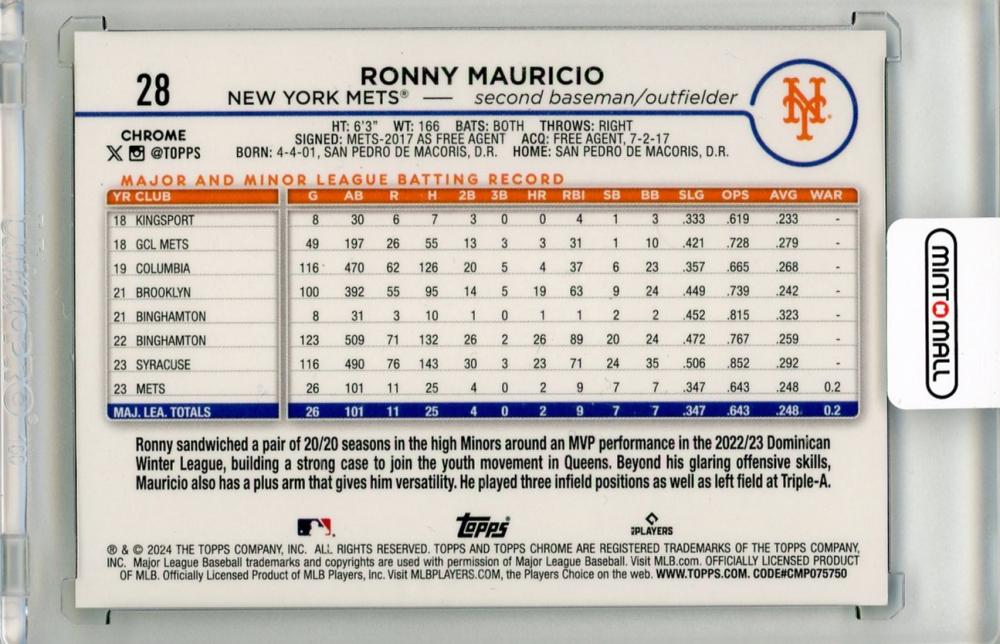 28
RONNY MAURICIO
NEW YORK METS® — second baseman/outfielder
NY
CHROME
X @TOPPS
HT: 6'3" WT: 166 BATS: BOTH THROWS: RIGHT
SIGNED: METS-2017 AS FREE AGENT ACQ: FREE AGENT, 7-2-17
BORN: 4-4-01, SAN PEDRO DE MACORIS, D.R. HOME: SAN PEDRO DE MACORIS, D.R.
MAJOR AND MINOR LEAGUE BATTING RECORD
YR CLUB G AB R H 2B 3B HR RBI SB BB SLG OPS AVG WAR
18 KINGSPORT 8 30 6 7 3 0 0 4 1 3 .333 .619 .233 -
18 GCL METS 49 197 26 55 13 3 3 31 1 10 .421 .728 .279 -
19 COLUMBIA 116 470 62 126 20 5 4 37 6 23 .357 .665 .268 -
21 BROOKLYN 100 392 55 95 14 5 19 63 9 24 .449 .739 .242 -
21 BINGHAMTON 8 31 3 10 1 0 1 1 2 2 .452 .815 .323 -
22 BINGHAMTON 123 509 71 132 26 2 26 89 20 24 .472 .767 .259 -
23 SYRACUSE 116 490 76 143 30 3 23 71 24 35 .506 .852 .292 -
23 METS 26 101 11 25 4 0 2 9 7 7 .347 .643 .248 0.2
MAJ. LEA. TOTALS 26 101 11 25 4 0 2 9 7 7 .347 .643 .248 0.2
Ronny sandwiched a pair of 20/20 seasons in the high Minors around an MVP performance in the 2022/23 Dominican
Winter League, building a strong case to join the youth movement in Queens. Beyond his glaring offensive skills,
Mauricio also has a plus arm that gives him versatility. He played three infield positions as well as left field at Triple-A.
Topps
PLAYERS
® & © 2024 THE TOPPS COMPANY, INC. ALL RIGHTS RESERVED. TOPPS AND TOPPS CHROME ARE REGISTERED TRADEMARKS OF THE TOPPS COMPANY,
INC. Major League Baseball trademarks and copyrights are used with permission of Major League Baseball. Visit MLB.com. OFFICIALLY LICENSED PRODUCT
OF MLB. Officially Licensed Product of MLB Players, Inc. Visit MLBPLAYERS.COM, the Players Choice on the web. WWW.TOPPS.COM. CODE#CMP075750
MINTOMALL